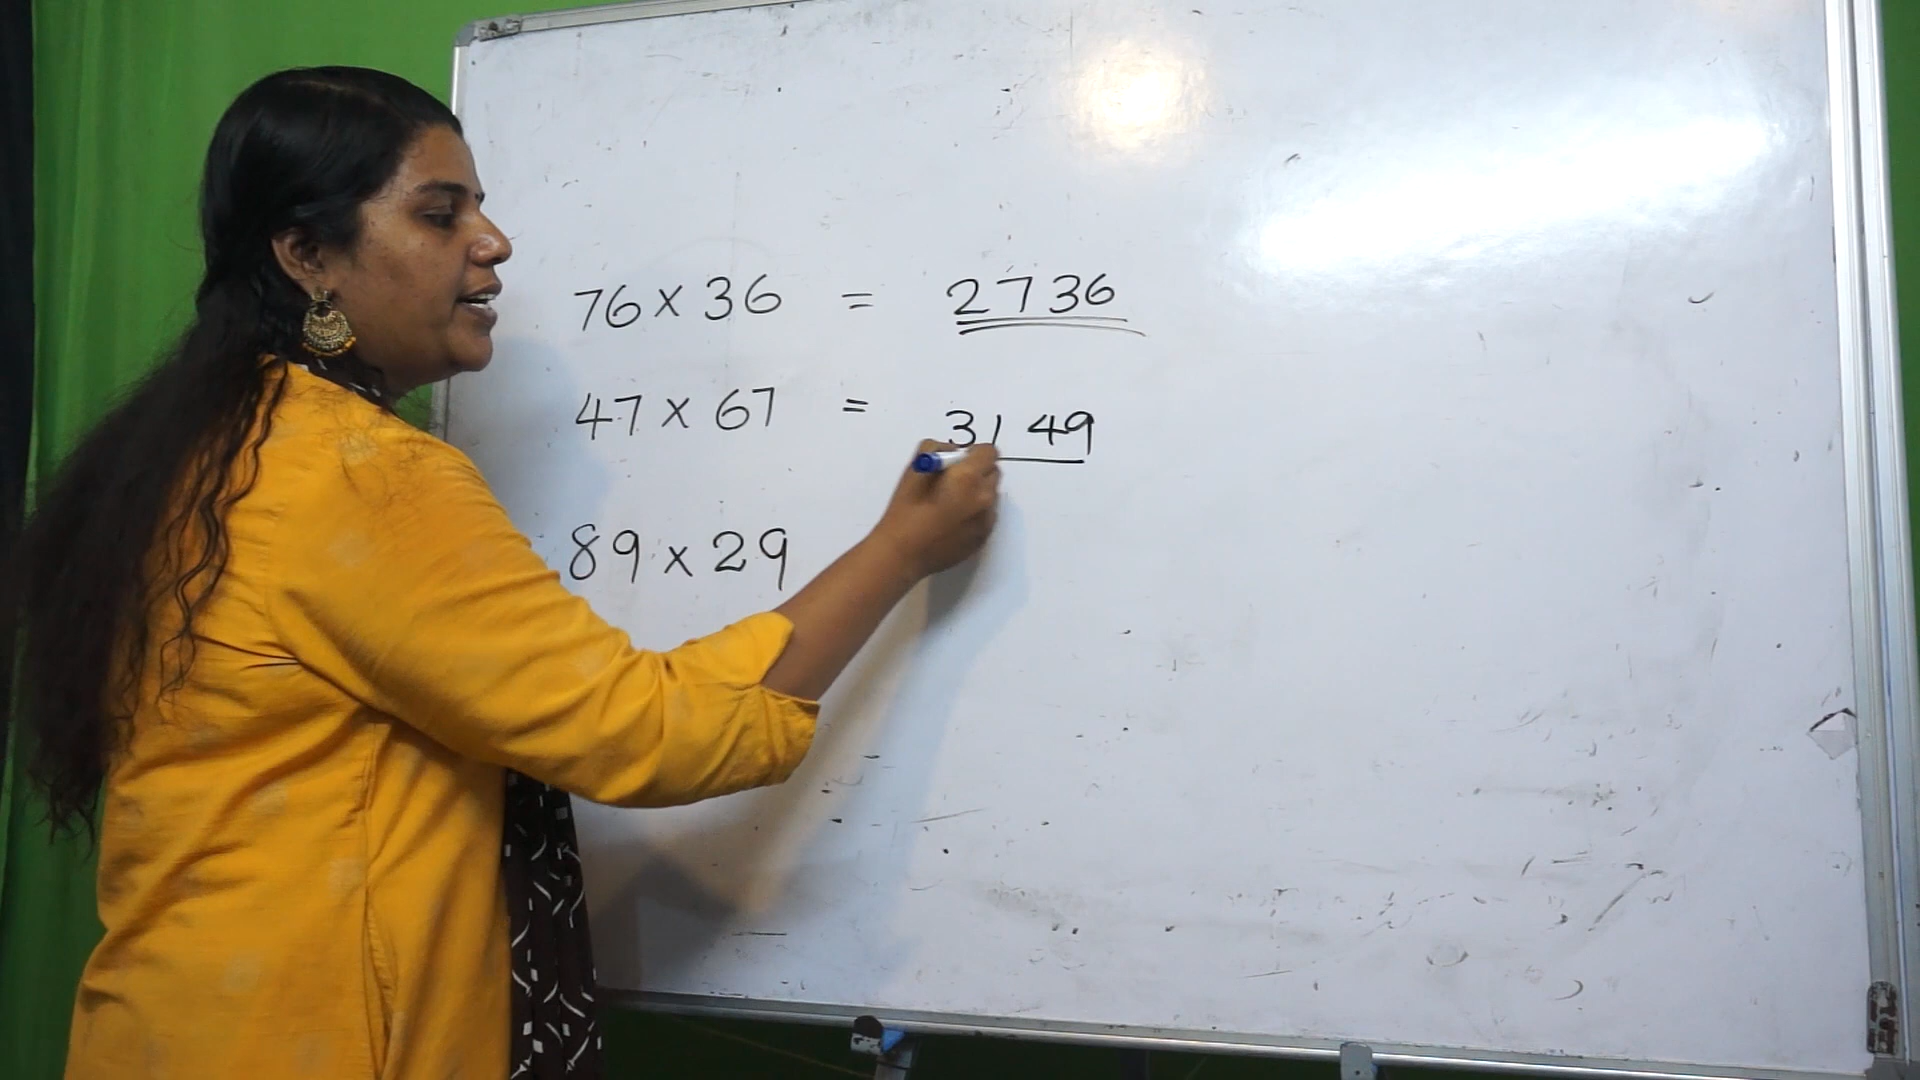 76 x 36 = 2736
47 x 67 = 3149
89 x 29